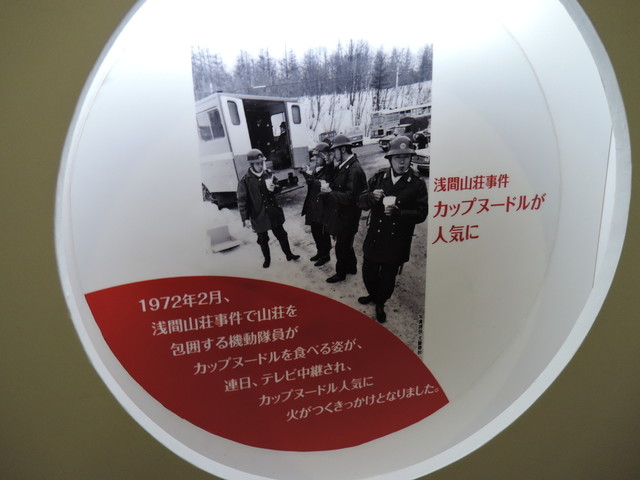 浅間山荘事件
カップヌードルが
人気に
1972年2月、
浅間山荘事件で山荘を
包囲する機動隊員が
カップヌードルを食べる姿が、
連日、テレビ中継され、
カップヌードル人気に
火がつくきっかけとなりました。